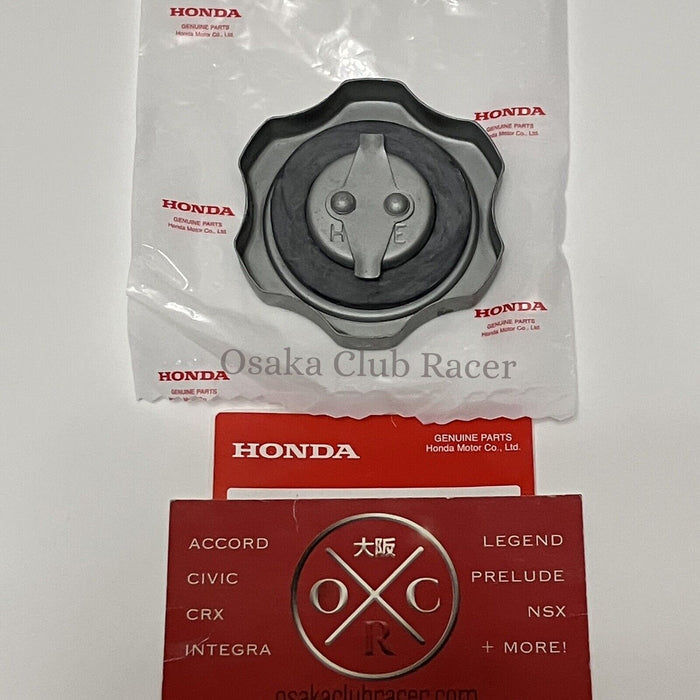 HONDA
GENUINE PARTS
Honda Motor Co., Ltd.
HONDA
GENUINE PARTS
Honda Motor Co., Ltd.
HONDA
GENUINE PARTS
Honda Motor Co., Ltd.
H E
HONDA
GENUINE PARTS
Honda Motor Co., Ltd.
Osaka Club Racer
HONDA
GENUINE PARTS
HONDA
GENUINE PARTS
Honda Motor Co., Ltd.
ACCORD
CIVIC
CRX
INTEGRA
大阪
O C
R
LEGEND
PRELUDE
NSX
+ MORE!
osakaclubracer.com